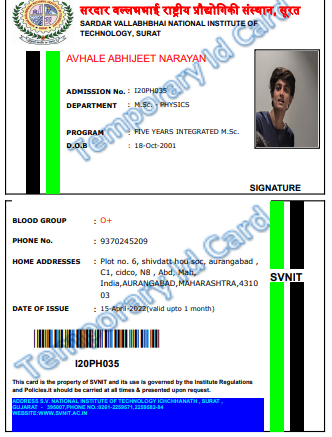 सरदार वल्लभभाई राष्ट्रीय प्रौद्योगिकी संस्थान, सूरत
SARDAR VALLABHBHAI NATIONAL INSTITUTE OF
TECHNOLOGY, SURAT
AVHALE ABHIJEET NARAYAN
ADMISSION No. : I20PH035
DEPARTMENT : M.Sc. - PHYSICS
PROGRAM : FIVE YEARS INTEGRATED M.Sc.
D.O.B : 18-Oct-2001
Temporary Id Card
SIGNATURE
BLOOD GROUP : O+
PHONE No. : 9370245209
HOME ADDRESSES : Plot no. 6, shivdatt hou soc, aurangabad ,
C1, cidco, N8 , Abd, Mah,
India,AURANGABAD,MAHARASHTRA,4310
03
DATE OF ISSUE : 15-April-2022(valid upto 1 month)
SVNIT
Temporary Id Card
I20PH035
This card is the property of SVNIT and its use is governed by the Institute Regulations
and Policies.it should be carried at all times & presented upon request.
ADDRESS S.V. NATIONAL INSTITUTE OF TECHNOLOGY ICHCHHANATH , SURAT ,
GUJARAT - 395007,PHONE NO.:0261-2259571,2259582-84
WEBSITE:WWW.SVNIT.AC.IN